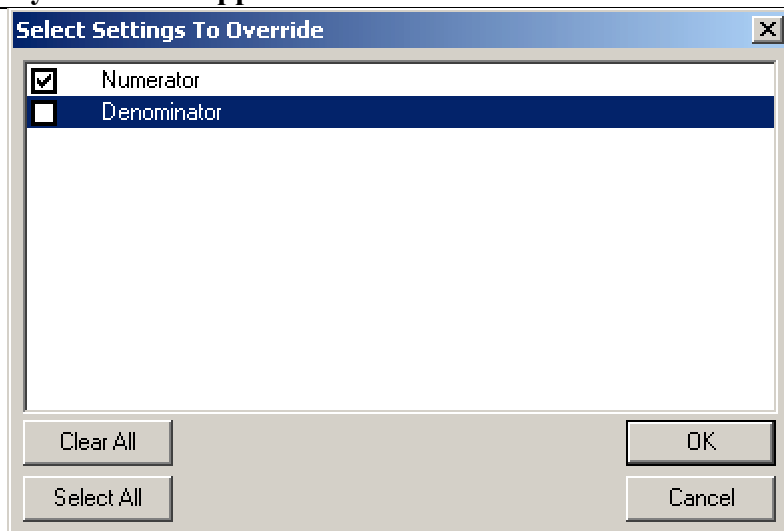 Select Settings To Override
Numerator
Denominator
Clear All
OK
Select All
Cancel